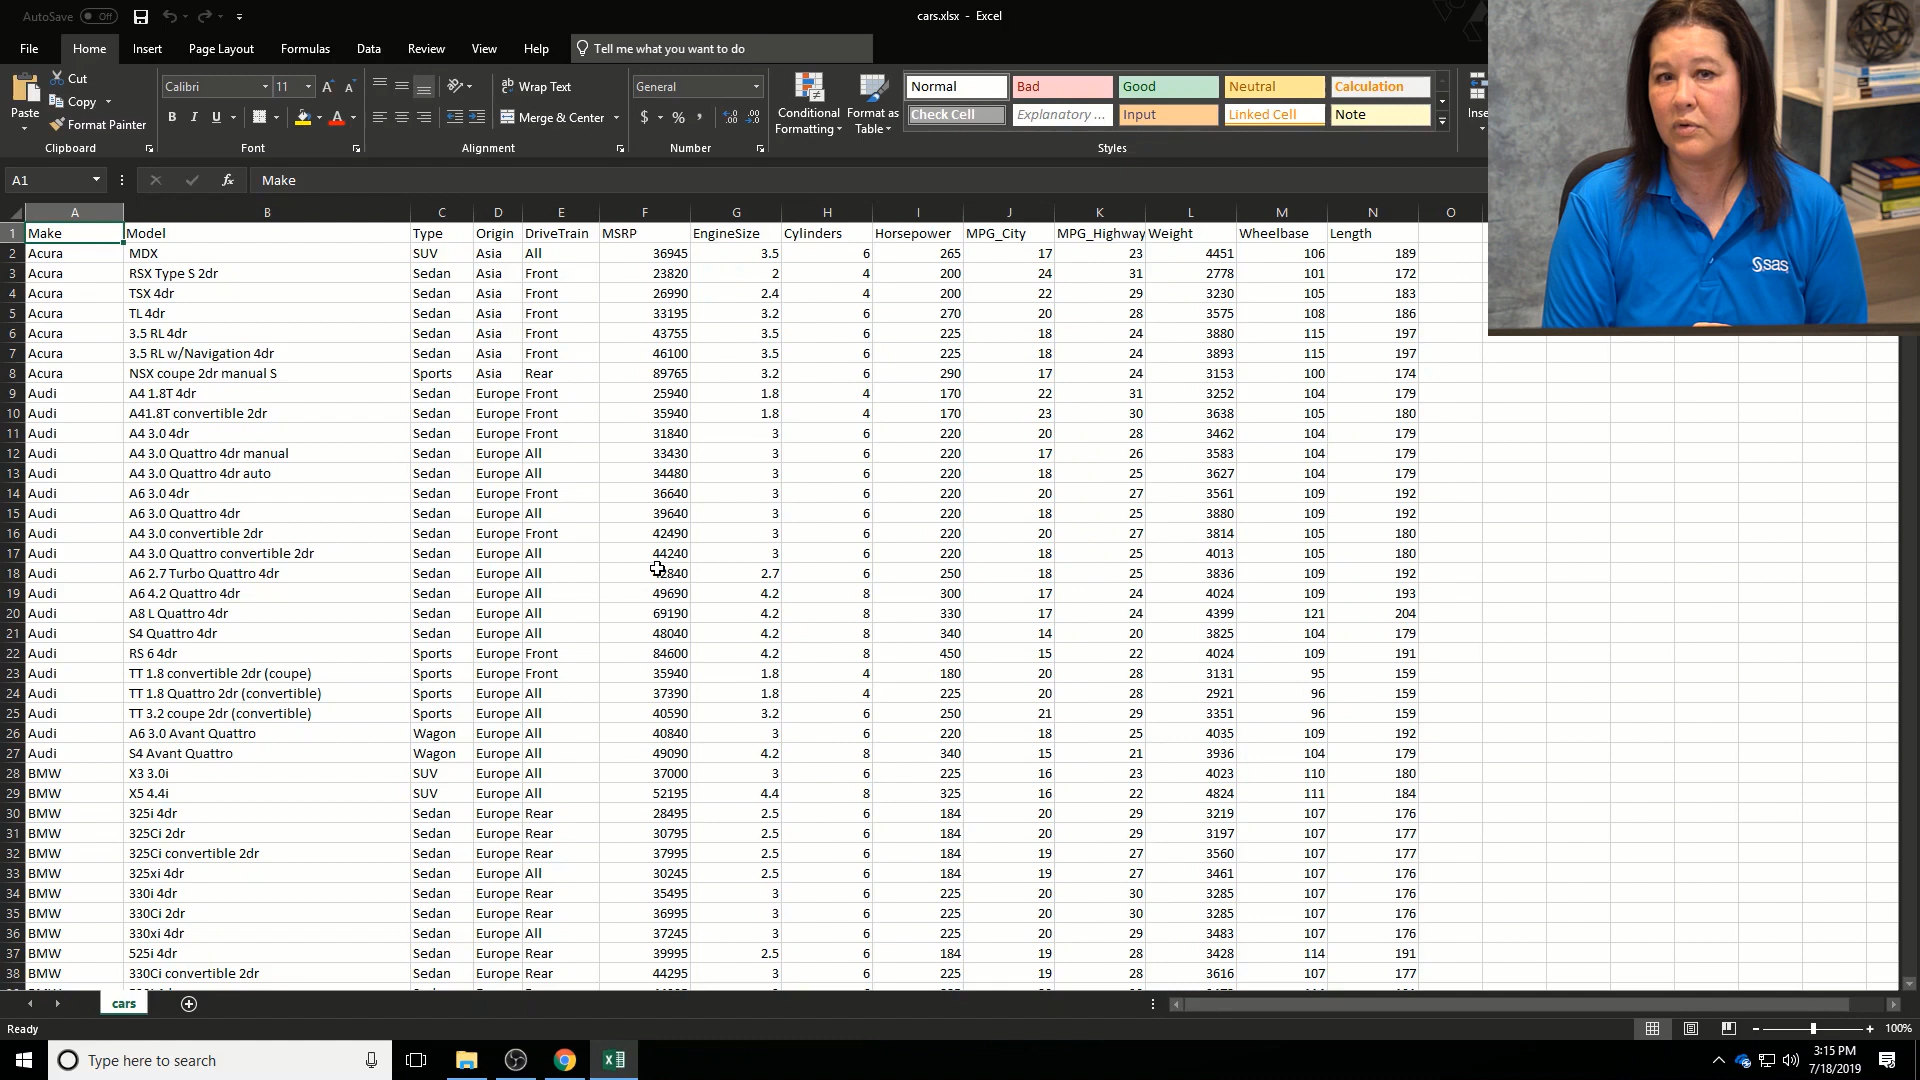 AutoSave Off
cars.xlsx - Excel
File Home Insert Page Layout Formulas Data Review View Help Tell me what you want to do
Paste
Cut
Copy
Format Painter
Clipboard
Calibri 11
B I U
Font
Wrap Text
Merge & Center
Alignment
General
$ % ,
Number
Conditional Formatting
Format as Table
Normal Bad Good Neutral Calculation
Check Cell Explanatory ... Input Linked Cell Note
Styles
Inse
A1 fx Make
A B C D E F G H I J K L M N O
1 Make Model Type Origin DriveTrain MSRP EngineSize Cylinders Horsepower MPG_City MPG_Highway Weight Wheelbase Length
2 Acura MDX SUV Asia All 36945 3.5 6 265 17 23 4451 106 189
3 Acura RSX Type S 2dr Sedan Asia Front 23820 2 4 200 24 31 2778 101 172
4 Acura TSX 4dr Sedan Asia Front 26990 2.4 4 200 22 29 3230 105 183
5 Acura TL 4dr Sedan Asia Front 33195 3.2 6 270 20 28 3575 108 186
6 Acura 3.5 RL 4dr Sedan Asia Front 43755 3.5 6 225 18 24 3880 115 197
7 Acura 3.5 RL w/Navigation 4dr Sedan Asia Front 46100 3.5 6 225 18 24 3893 115 197
8 Acura NSX coupe 2dr manual S Sports Asia Rear 89765 3.2 6 290 17 24 3153 100 174
9 Audi A4 1.8T 4dr Sedan Europe Front 25940 1.8 4 170 22 31 3252 104 179
10 Audi A41.8T convertible 2dr Sedan Europe Front 35940 1.8 4 170 23 30 3638 105 180
11 Audi A4 3.0 4dr Sedan Europe Front 31840 3 6 220 20 28 3462 104 179
12 Audi A4 3.0 Quattro 4dr manual Sedan Europe All 33430 3 6 220 17 26 3583 104 179
13 Audi A4 3.0 Quattro 4dr auto Sedan Europe All 34480 3 6 220 18 25 3627 104 179
14 Audi A6 3.0 4dr Sedan Europe Front 36640 3 6 220 20 27 3561 109 192
15 Audi A6 3.0 Quattro 4dr Sedan Europe All 39640 3 6 220 18 25 3880 109 192
16 Audi A4 3.0 convertible 2dr Sedan Europe Front 42490 3 6 220 20 27 3814 105 180
17 Audi A4 3.0 Quattro convertible 2dr Sedan Europe All 44240 3 6 220 18 25 4013 105 180
18 Audi A6 2.7 Turbo Quattro 4dr Sedan Europe All 2840 2.7 6 250 18 25 3836 109 192
19 Audi A6 4.2 Quattro 4dr Sedan Europe All 49690 4.2 8 300 17 24 4024 109 193
20 Audi A8 L Quattro 4dr Sedan Europe All 69190 4.2 8 330 17 24 4399 121 204
21 Audi S4 Quattro 4dr Sedan Europe All 48040 4.2 8 340 14 20 3825 104 179
22 Audi RS 6 4dr Sports Europe Front 84600 4.2 8 450 15 22 4024 109 191
23 Audi TT 1.8 convertible 2dr (coupe) Sports Europe Front 35940 1.8 4 180 20 28 3131 95 159
24 Audi TT 1.8 Quattro 2dr (convertible) Sports Europe All 37390 1.8 4 225 20 28 2921 96 159
25 Audi TT 3.2 coupe 2dr (convertible) Sports Europe All 40590 3.2 6 250 21 29 3351 96 159
26 Audi A6 3.0 Avant Quattro Wagon Europe All 40840 3 6 220 18 25 4035 109 192
27 Audi S4 Avant Quattro Wagon Europe All 49090 4.2 8 340 15 21 3936 104 179
28 BMW X3 3.0i SUV Europe All 37000 3 6 225 16 23 4023 110 180
29 BMW X5 4.4i SUV Europe All 52195 4.4 8 325 16 22 4824 111 184
30 BMW 325i 4dr Sedan Europe Rear 28495 2.5 6 184 20 29 3219 107 176
31 BMW 325Ci 2dr Sedan Europe Rear 30795 2.5 6 184 20 29 3197 107 177
32 BMW 325Ci convertible 2dr Sedan Europe Rear 37995 2.5 6 184 19 27 3560 107 177
33 BMW 325xi 4dr Sedan Europe All 30245 2.5 6 184 19 27 3461 107 176
34 BMW 330i 4dr Sedan Europe Rear 35495 3 6 225 20 30 3285 107 176
35 BMW 330Ci 2dr Sedan Europe Rear 36995 3 6 225 20 30 3285 107 176
36 BMW 330xi 4dr Sedan Europe All 37245 3 6 225 20 29 3483 107 176
37 BMW 525i 4dr Sedan Europe Rear 39995 2.5 6 184 19 28 3428 114 191
38 BMW 330Ci convertible 2dr Sedan Europe Rear 44295 3 6 225 19 28 3616 107 177
cars
Ready 100%
Type here to search
3:15 PM
7/18/2019
sas